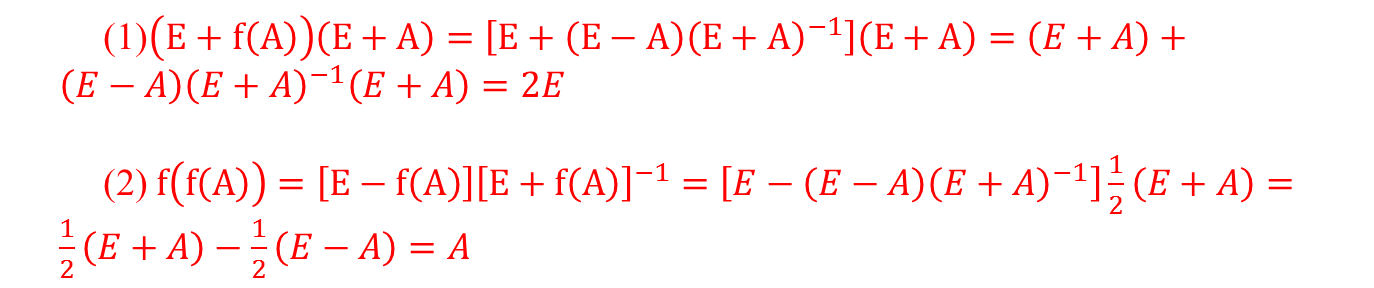 (1)(E + f(A))(E + A) = [E + (E − A)(E + A)⁻¹](E + A) = (E + A) +
(E − A)(E + A)⁻¹(E + A) = 2E
(2) f(f(A)) = [E − f(A)][E + f(A)]⁻¹ = [E − (E − A)(E + A)⁻¹]½(E + A) =
½(E + A) − ½(E − A) = A